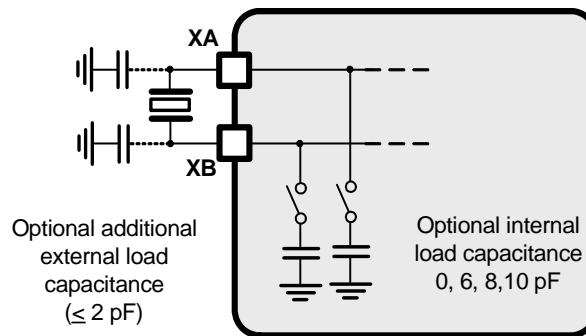 XA
XB
Optional additional
external load
capacitance
(≤ 2 pF)
Optional internal
load capacitance
0, 6, 8,10 pF